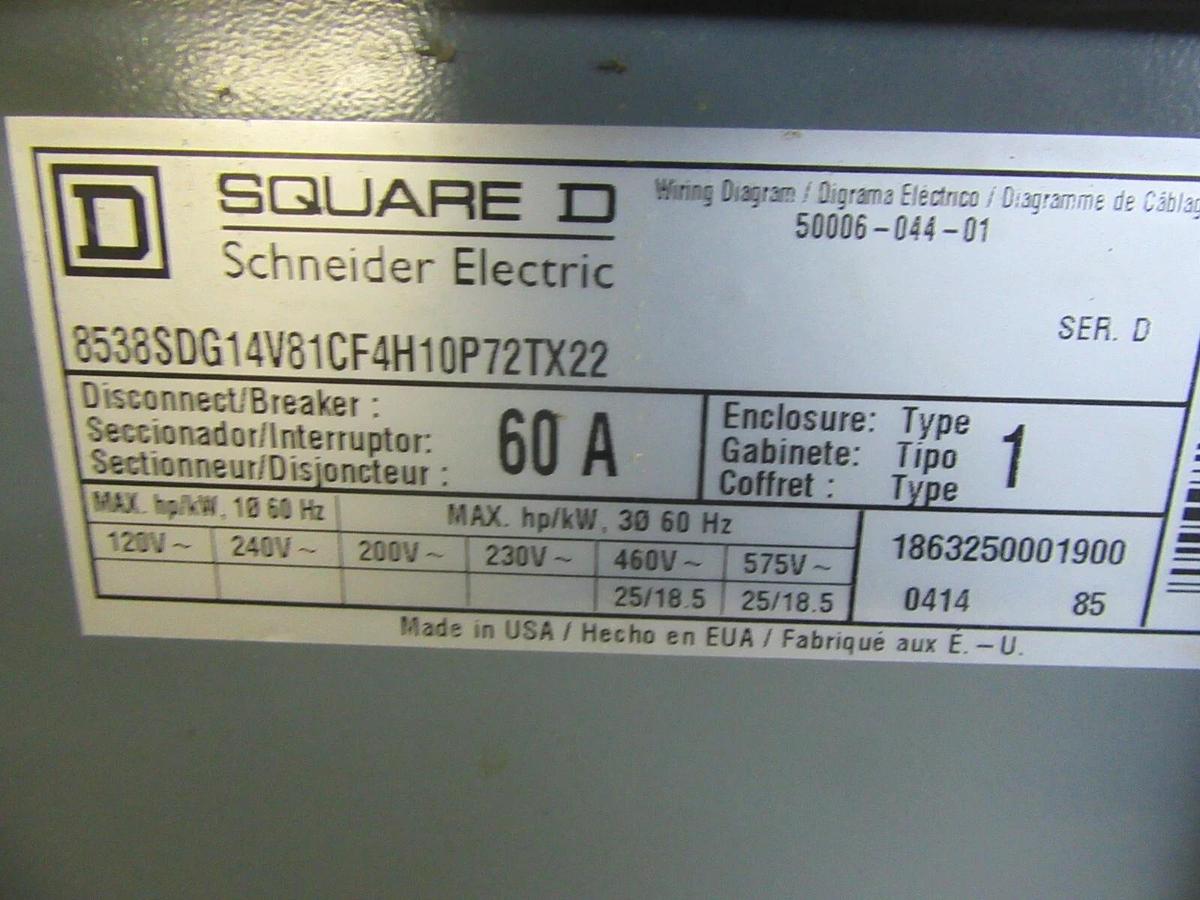 D SQUARE D
Schneider Electric
Wiring Diagram / Digrama Eléctrico / Diagramme de
50006-044-01
SER. D
8538SDG14V81CF4H10P72TX22
Disconnect/Breaker :
Seccionador/Interruptor:
Sectionneur/Disjoncteur :
60 A
Enclosure: Type
Gabinete: Tipo
Coffret : Type
1
MAX. hp/kW, 1Ø 60 Hz MAX. hp/kW, 3Ø 60 Hz
120V~ 240V~ 200V~ 230V~ 460V~ 575V~
25/18.5 25/18.5
1863250001900
0414 85
Made in USA / Hecho en EUA / Fabriqué aux É.-U.